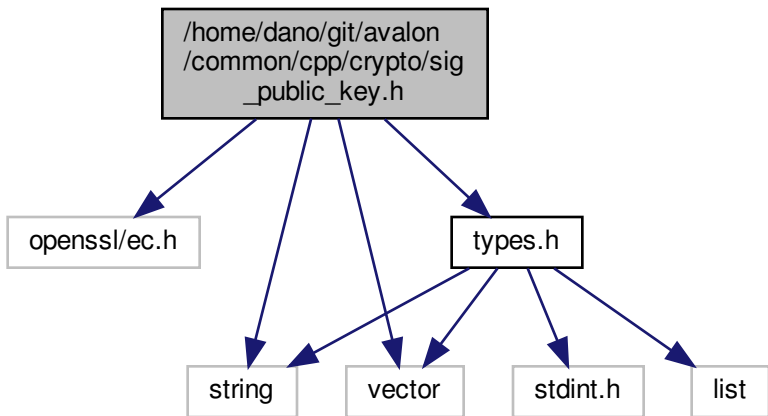 /home/dano/git/avalon
/common/cpp/crypto/sig
_public_key.h
openssl/ec.h
types.h
string
vector
stdint.h
list